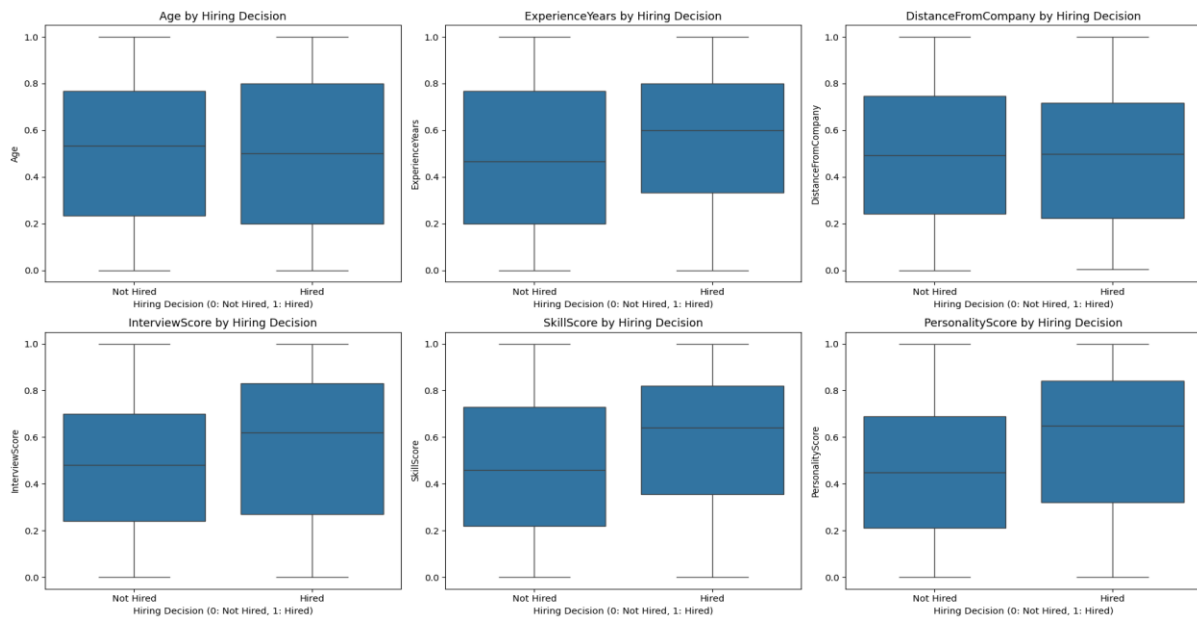 Age by Hiring Decision
1.0
0.8
0.6
0.4
0.2
0.0
Age
Not Hired
Hired
Hiring Decision (0: Not Hired, 1: Hired)
ExperienceYears by Hiring Decision
1.0
0.8
0.6
0.4
0.2
0.0
ExperienceYears
Not Hired
Hired
Hiring Decision (0: Not Hired, 1: Hired)
DistanceFromCompany by Hiring Decision
1.0
0.8
0.6
0.4
0.2
0.0
DistanceFromCompany
Not Hired
Hired
Hiring Decision (0: Not Hired, 1: Hired)
InterviewScore by Hiring Decision
1.0
0.8
0.6
0.4
0.2
0.0
InterviewScore
Not Hired
Hired
Hiring Decision (0: Not Hired, 1: Hired)
SkillScore by Hiring Decision
1.0
0.8
0.6
0.4
0.2
0.0
SkillScore
Not Hired
Hired
Hiring Decision (0: Not Hired, 1: Hired)
PersonalityScore by Hiring Decision
1.0
0.8
0.6
0.4
0.2
0.0
PersonalityScore
Not Hired
Hired
Hiring Decision (0: Not Hired, 1: Hired)